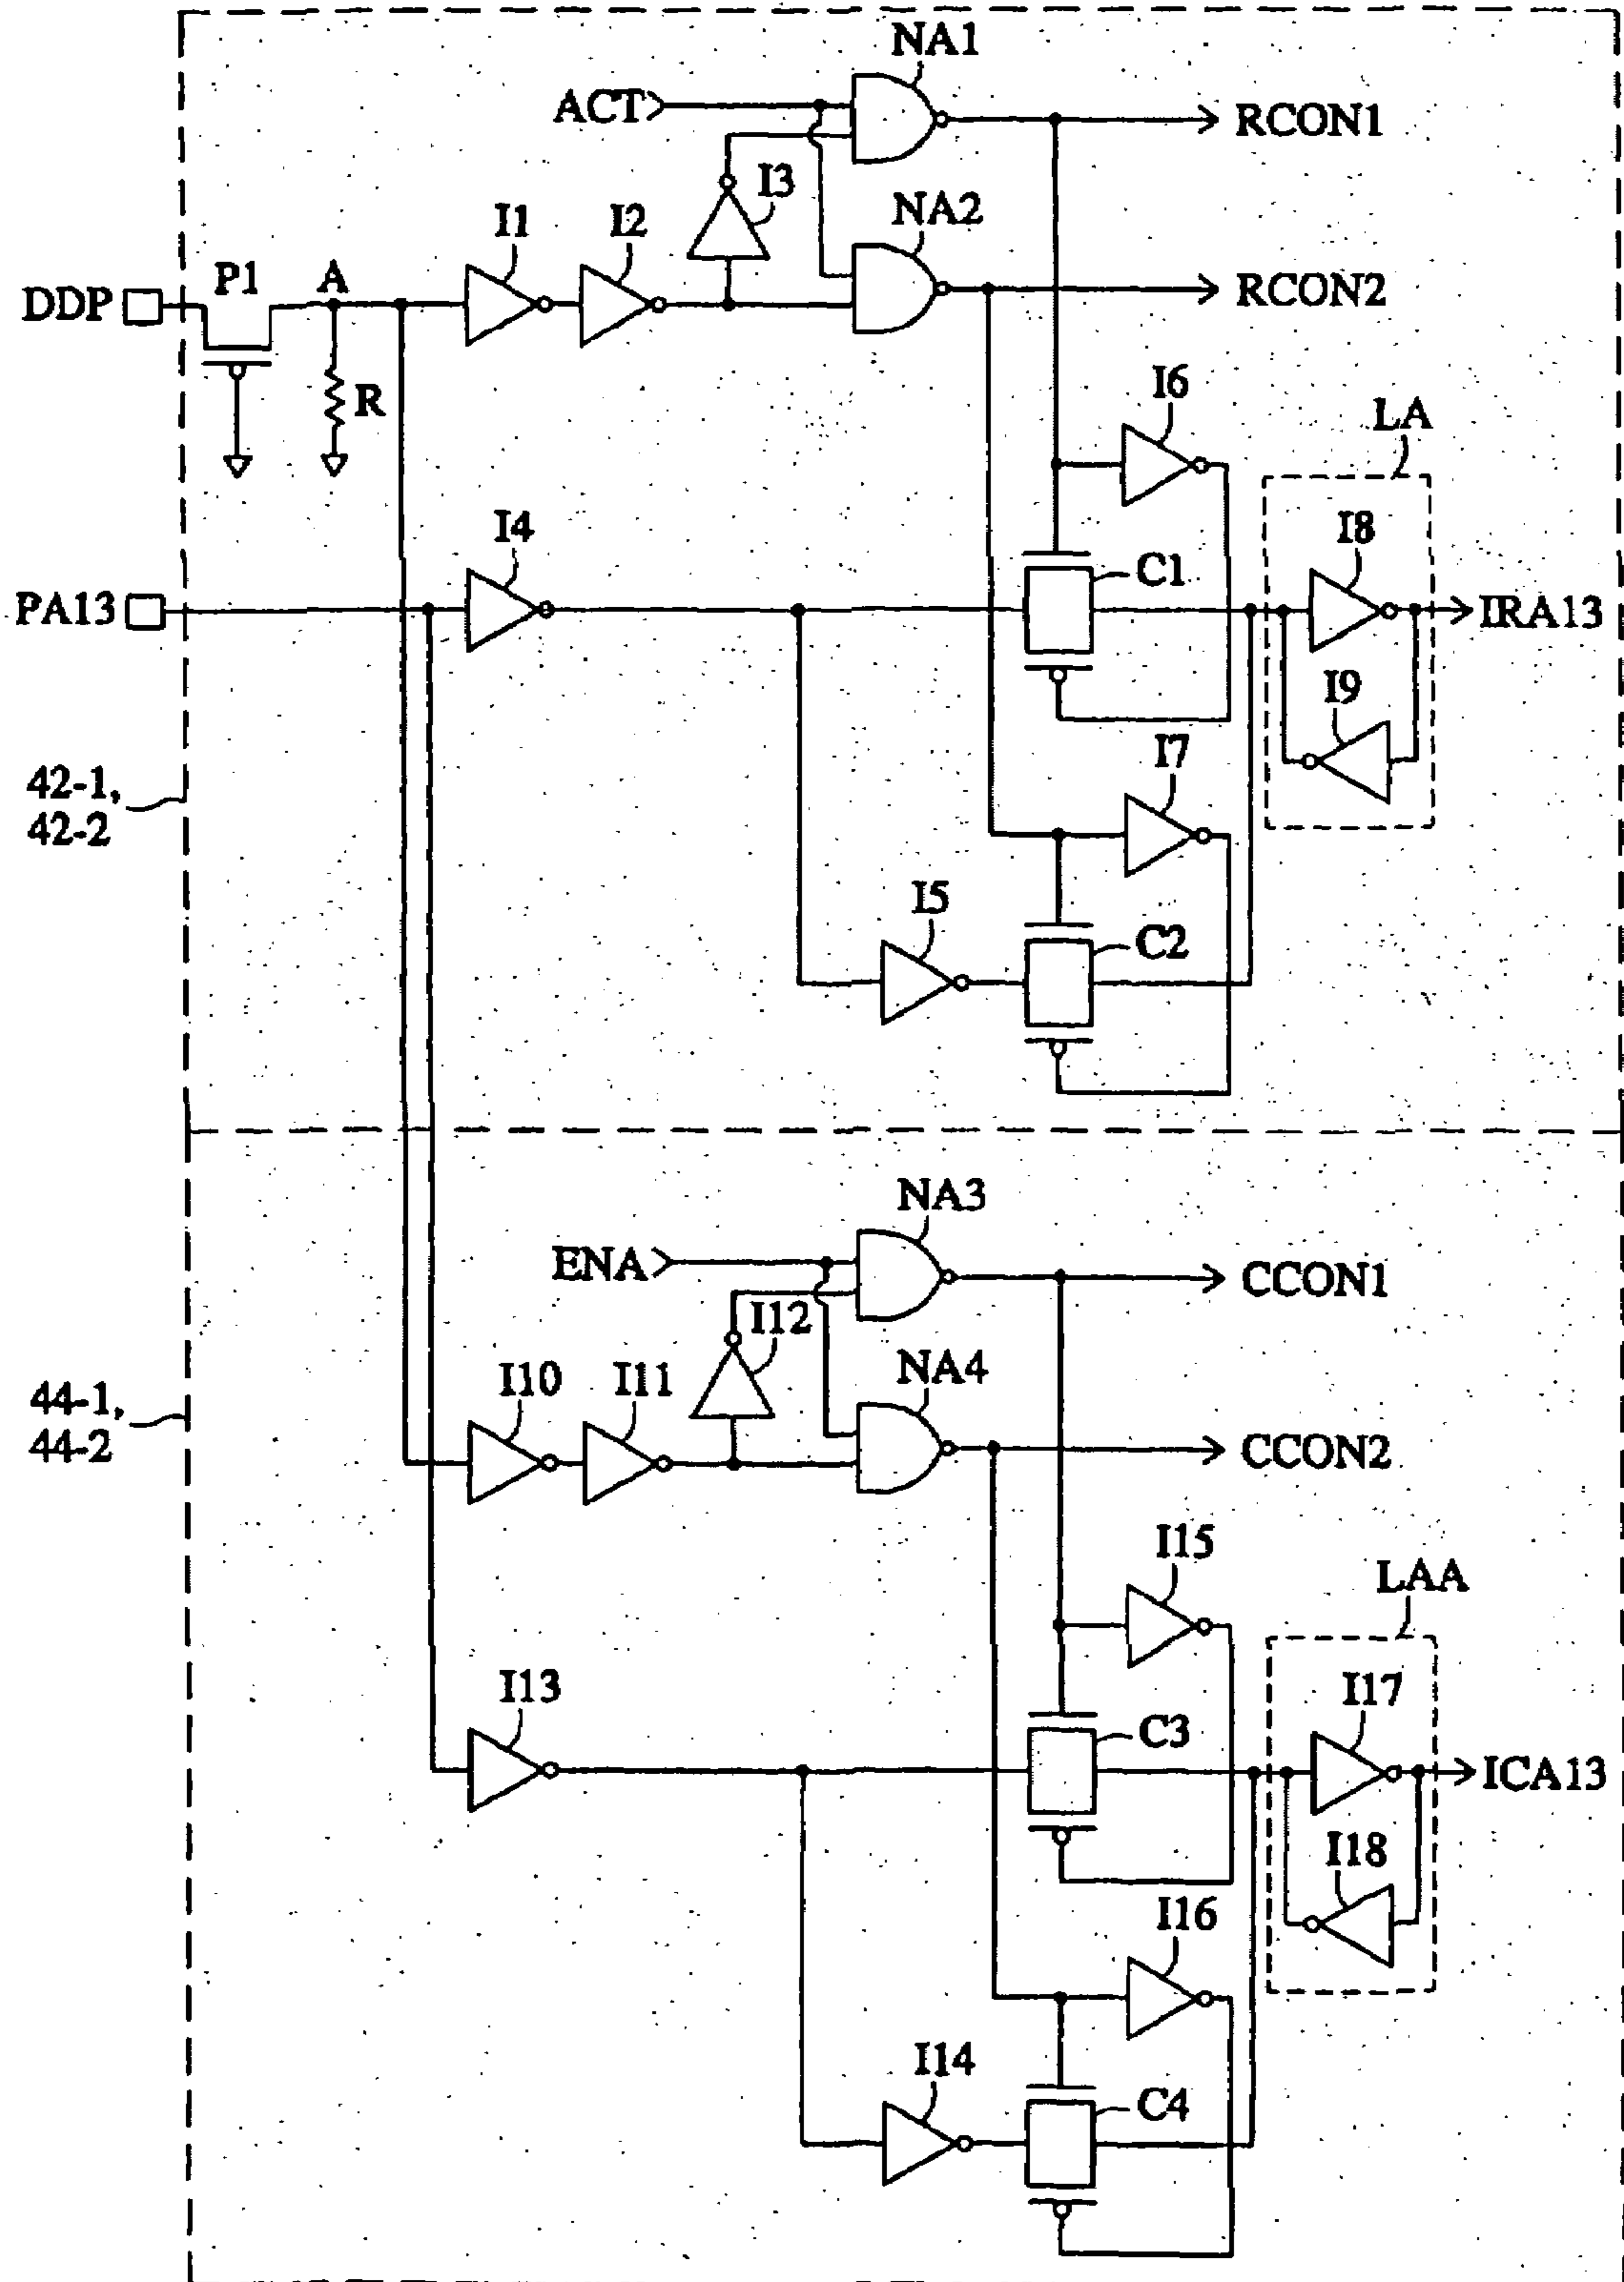 NA1
ACT
RCON1
I3
NA2
I1
I2
P1
A
DDP
RCON2
R
I6
LA
I4
I8
C1
PA13
IRA13
I9
I7
42-1,
42-2
I5
C2
NA3
ENA
CCON1
I12
NA4
I10
I11
44-1,
44-2
CCON2
I15
LAA
I13
I17
C3
ICA13
I18
I16
I14
C4